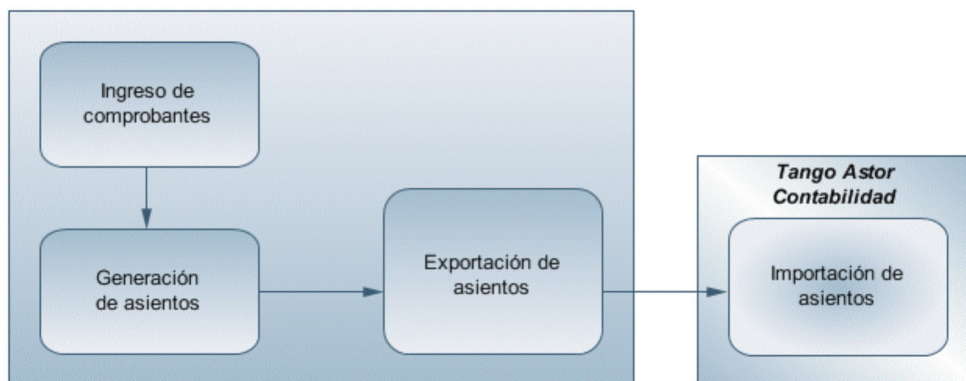 Ingreso de
comprobantes
Generación
de asientos
Exportación de
asientos
Tango Astor
Contabilidad
Importación de
asientos